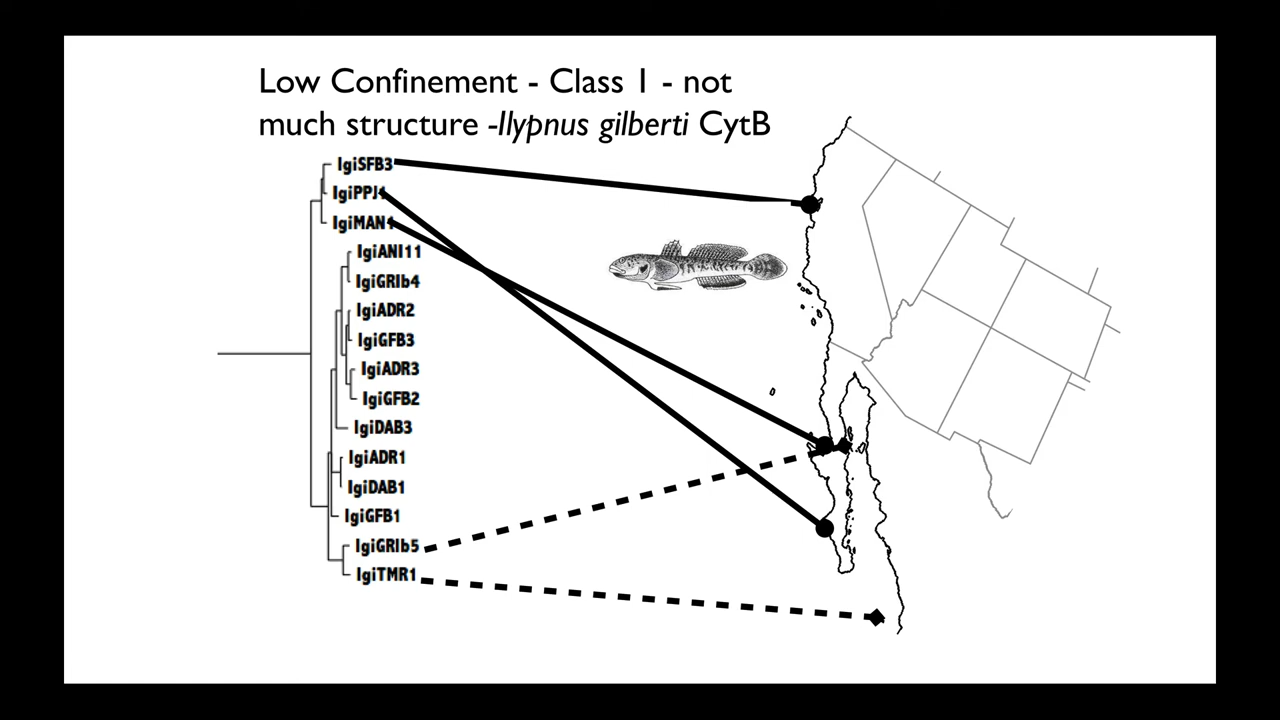 Low Confinement - Class 1 - not
much structure -Ilypnus gilberti CytB
IgiSFB3
IgiPPJ1
IgiMAN1
IgiANI11
IgiGRIb4
IgiADR2
IgiGFB3
IgiADR3
IgiGFB2
IgiDAB3
IgiADR1
IgiDAB1
IgiGFB1
IgiGRIb5
IgiTMR1